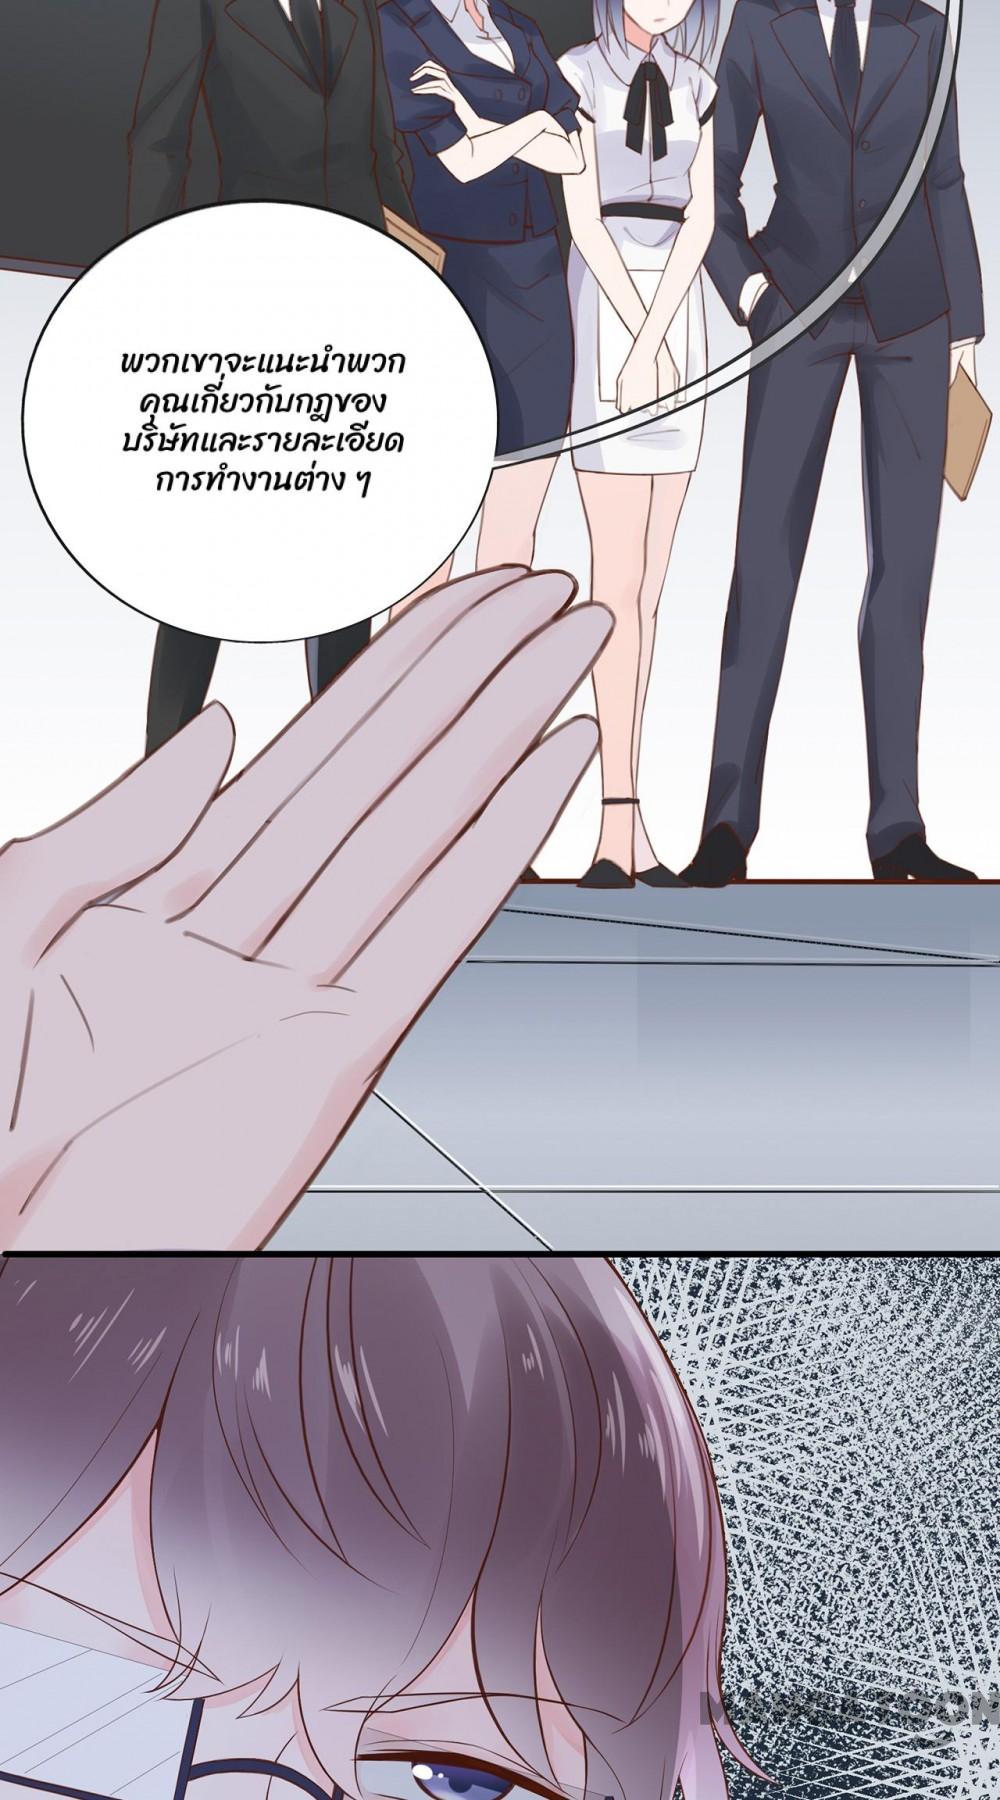 พวกเขาจะแนะนำพวก
คุณเกี่ยวกับกฎของ
บริษัทและรายละเอียด
การทำงานต่าง ๆ